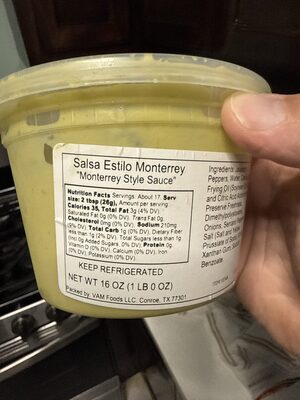 Salsa Estilo Monterrey
"Monterrey Style Sauce"
Nutrition Facts Servings: About 17, Serv
size: 2 tbsp (26g), Amount per serving:
Calories 35, Total Fat 3g (4% DV),
Saturated Fat 0g (0% DV), Trans Fat 0g,
Cholesterol 0mg (0% DV), Sodium 210mg
(9% DV), Total Carb 1g (0% DV), Dietary Fiber
less than 1g (2% DV), Total Sugars less than 1g
(Incl 0g Added Sugars, 0% DV), Protein 0g,
Vitamin D (0% DV), Calcium (0% DV), Iron
(0% DV), Potassium (0% DV).
KEEP REFRIGERATED
NET WT 16 OZ (1 LB 0 OZ)
Packed by: VAM Foods LLC. Conroe, TX 77301
Ingredients:
Peppers, Water,
Frying Oil (Soybean
and Citric Acid
Preserve Freshness,
Dimethylpolysiloxane
Onions,
Salt (Salt and Yellow
Prussiate of Soda),
Xanthan Gum,
Benzoate.